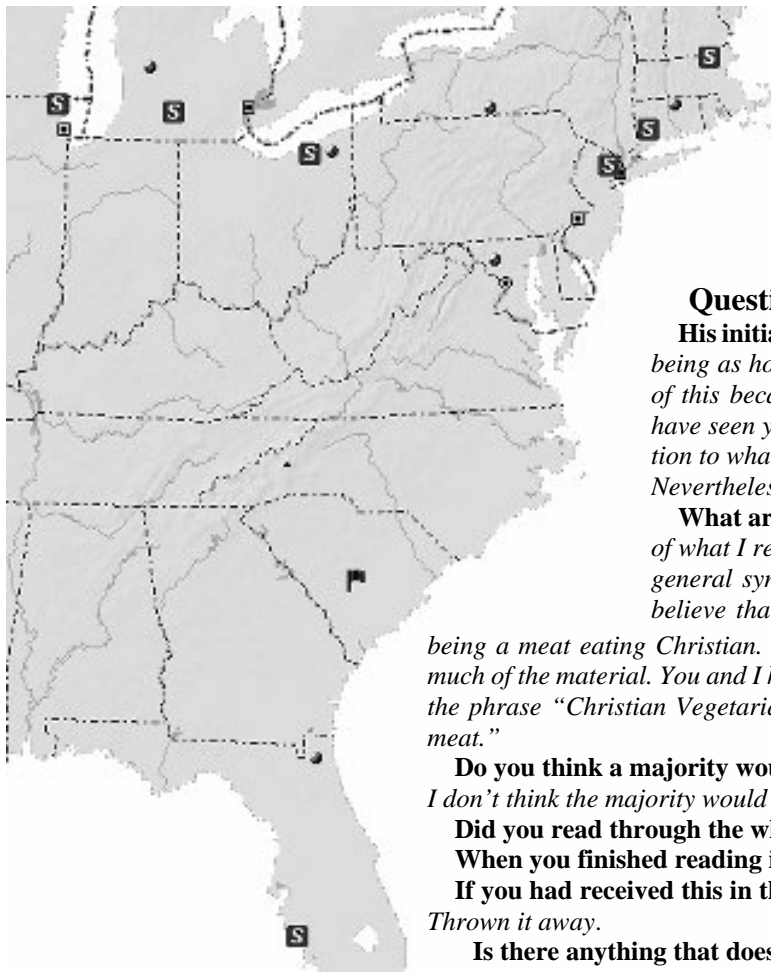 S
S
S
S
S
S
Questi
His initia
being as ho
of this beca
have seen y
tion to wha
Nevertheles
What ar
of what I re
general syn
believe tha
being a meat eating Christian.
much of the material. You and I h
the phrase “Christian Vegetaria
meat.”
Do you think a majority wou
I don’t think the majority would
Did you read through the wh
When you finished reading i
If you had received this in th
Thrown it away.
S
Is there anything that does